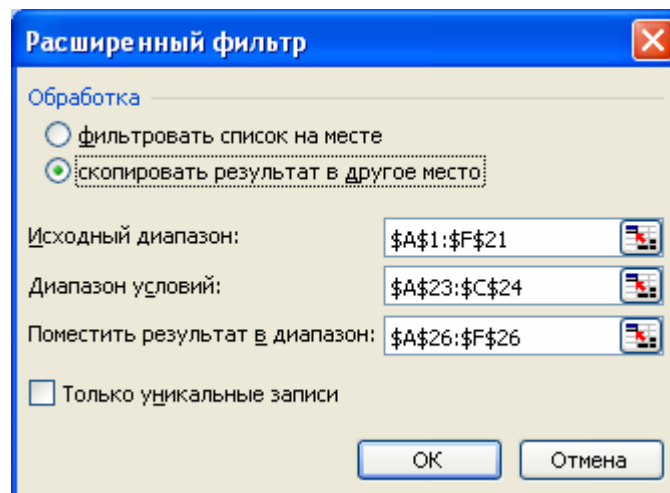 Расширенный фильтр
Обработка
фильтровать список на месте
скопировать результат в другое место
Исходный диапазон: $A$1:$F$21
Диапазон условий: $A$23:$C$24
Поместить результат в диапазон: $A$26:$F$26
Только уникальные записи
ОК Отмена